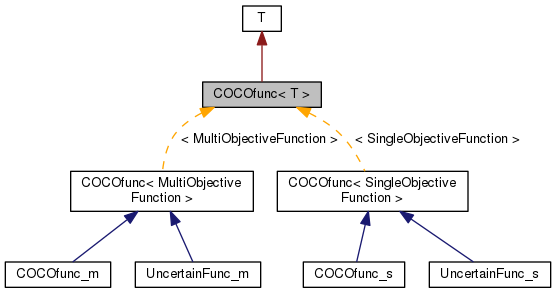 T
COCOfunc< T >
< MultiObjectiveFunction >
< SingleObjectiveFunction >
COCOfunc< MultiObjective
Function >
COCOfunc< SingleObjective
Function >
COCOfunc_m
UncertainFunc_m
COCOfunc_s
UncertainFunc_s